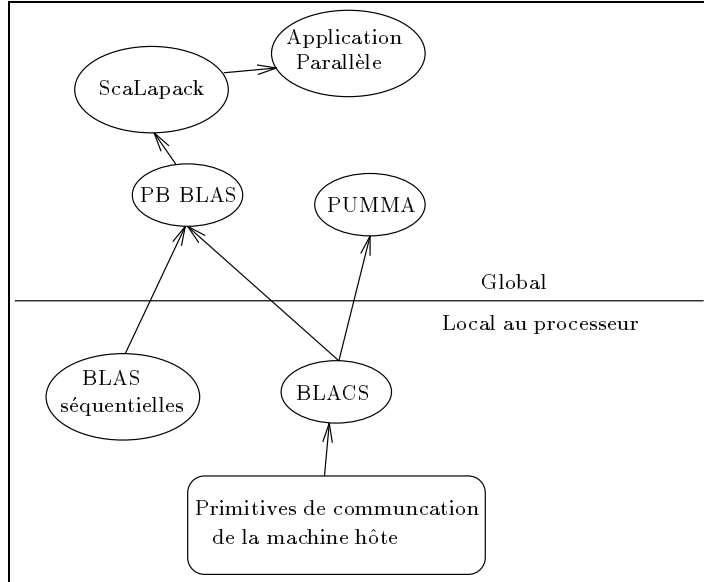 Application
Parallèle
ScaLapack
PB BLAS
PUMMA
Global
Local au processeur
BLAS
séquentielles
BLACS
Primitives de communcation
de la machine hôte